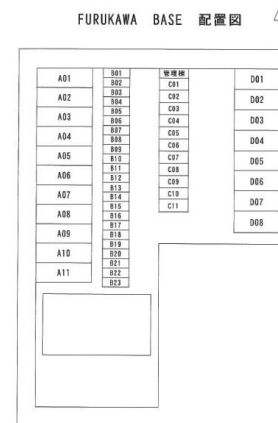 FURUKAWA BASE 配置図
A01
A02
A03
A04
A05
A06
A07
A08
A09
A10
A11
B01
B02
B03
B04
B05
B06
B07
B08
B09
B10
B11
B12
B13
B14
B15
B16
B17
B18
B19
B20
B21
B22
B23
管理棟
C01
C02
C03
C04
C05
C06
C07
C08
C09
C10
C11
D01
D02
D03
D04
D05
D06
D07
D08